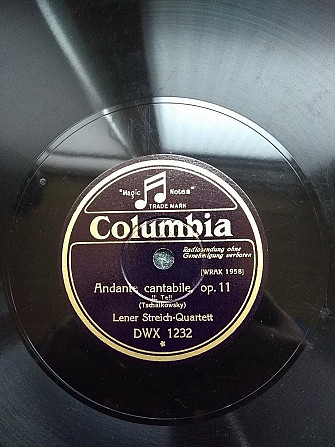 "Magic Notes"
TRADE MARK
Columbia
Radiosendung ohne
Genehmigung verboten
[WRAX 1958]
Andante cantabile, op.11
II. Teil
(Tschaikowsky)
Lener Streich-Quartett
DWX 1232